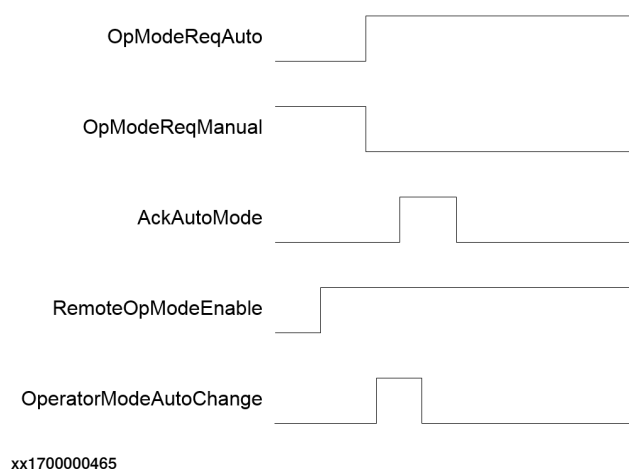 OpModeReqAuto
OpModeReqManual
AckAutoMode
RemoteOpModeEnable
OperatorModeAutoChange
xx1700000465